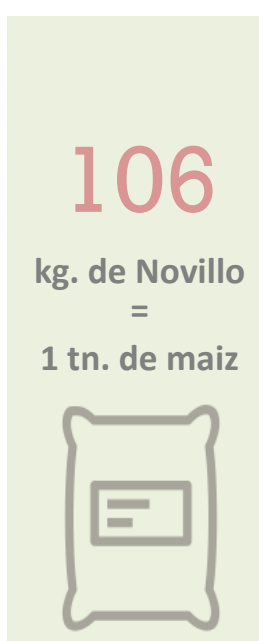 106
kg. de Novillo
=
1 tn. de maiz